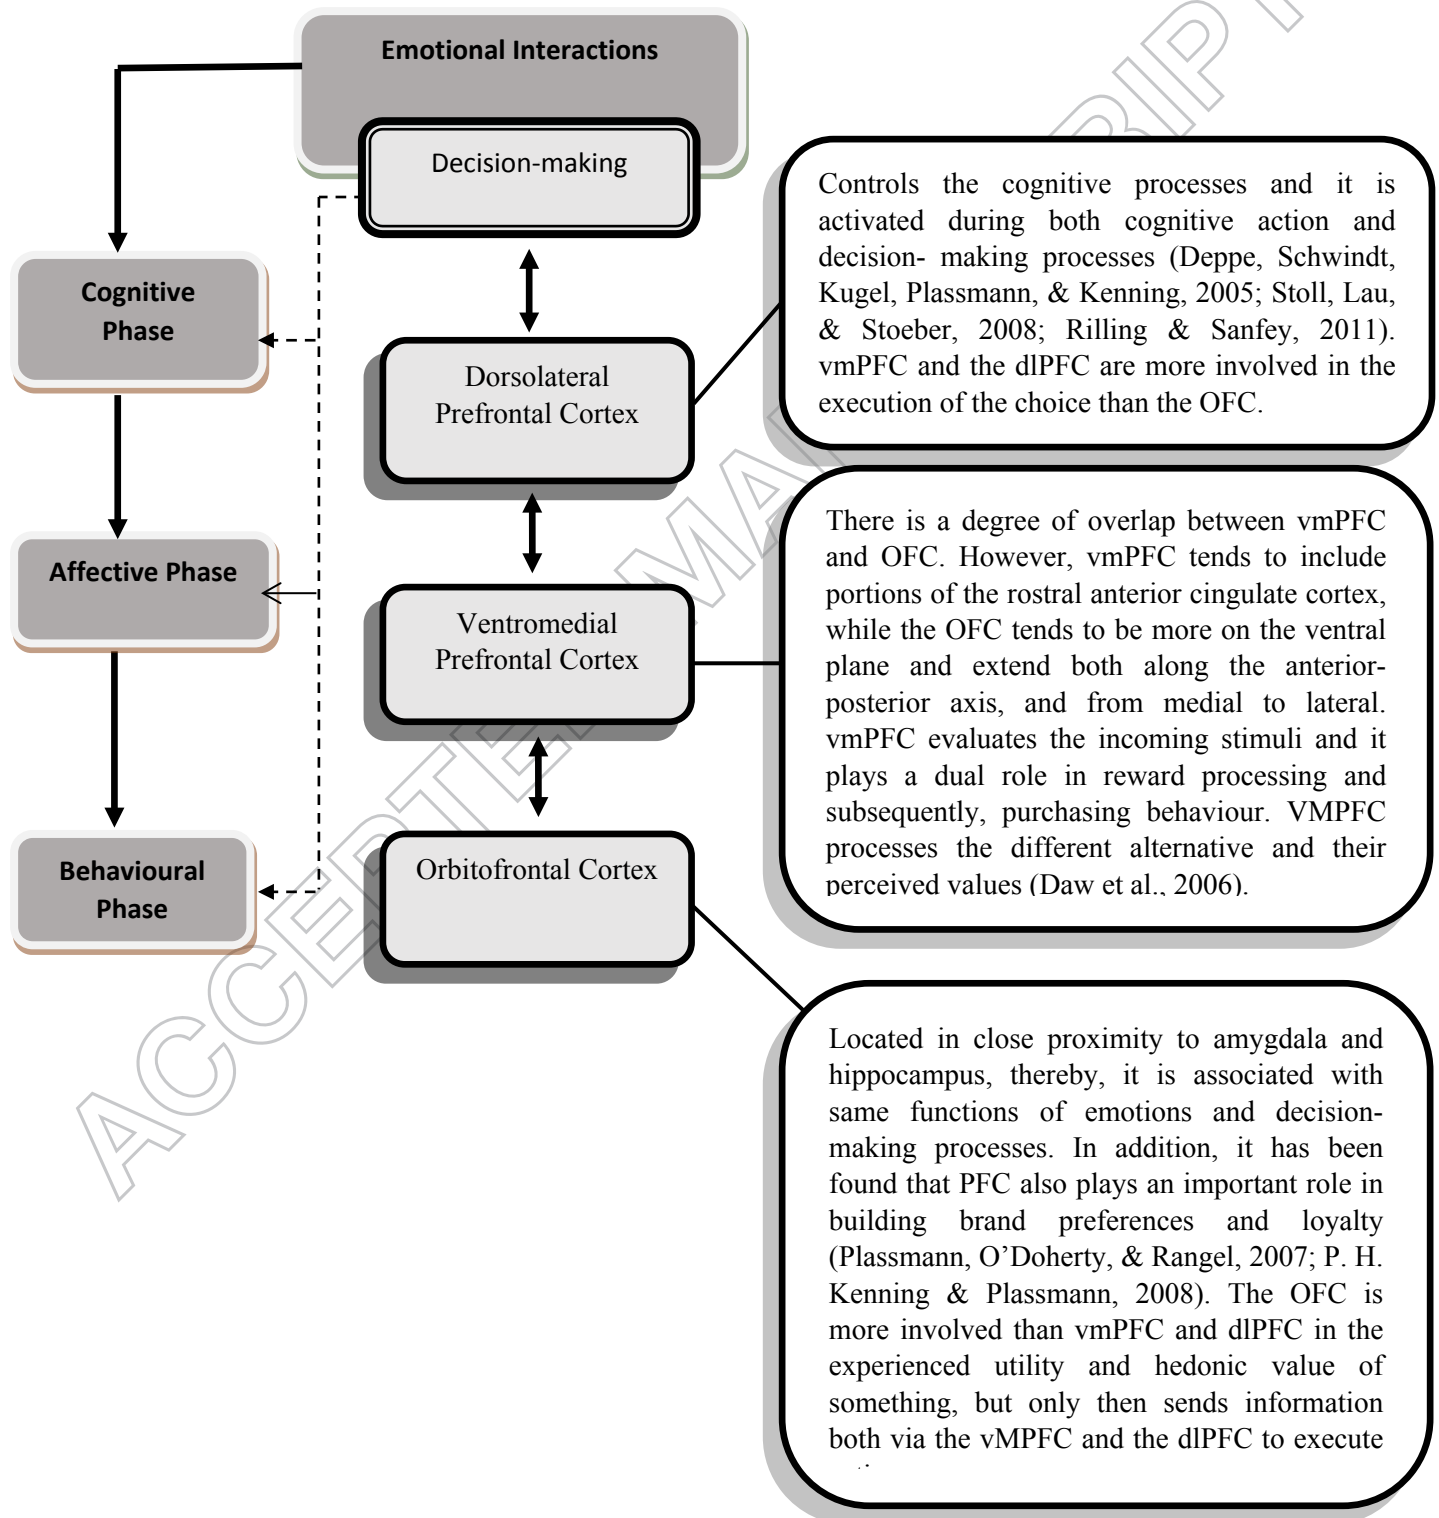 Emotional Interactions
Decision-making
Cognitive
Phase
Affective Phase
Behavioural
Phase
Dorsolateral
Prefrontal Cortex
Ventromedial
Prefrontal Cortex
Orbitofrontal Cortex
Controls the cognitive processes and it is
activated during both cognitive action and
decision- making processes (Deppe, Schwindt,
Kugel, Plassmann, & Kenning, 2005; Stoll, Lau,
& Stoeber, 2008; Rilling & Sanfey, 2011).
vmPFC and the dlPFC are more involved in the
execution of the choice than the OFC.
There is a degree of overlap between vmPFC
and OFC. However, vmPFC tends to include
portions of the rostral anterior cingulate cortex,
while the OFC tends to be more on the ventral
plane and extend both along the anterior-
posterior axis, and from medial to lateral.
vmPFC evaluates the incoming stimuli and it
plays a dual role in reward processing and
subsequently, purchasing behaviour. VMPFC
processes the different alternative and their
perceived values (Daw et al., 2006).
Located in close proximity to amygdala and
hippocampus, thereby, it is associated with
same functions of emotions and decision-
making processes. In addition, it has been
found that PFC also plays an important role in
building brand preferences and loyalty
(Plassmann, O’Doherty, & Rangel, 2007; P. H.
Kenning & Plassmann, 2008). The OFC is
more involved than vmPFC and dlPFC in the
experienced utility and hedonic value of
something, but only then sends information
both via the vMPFC and the dlPFC to execute